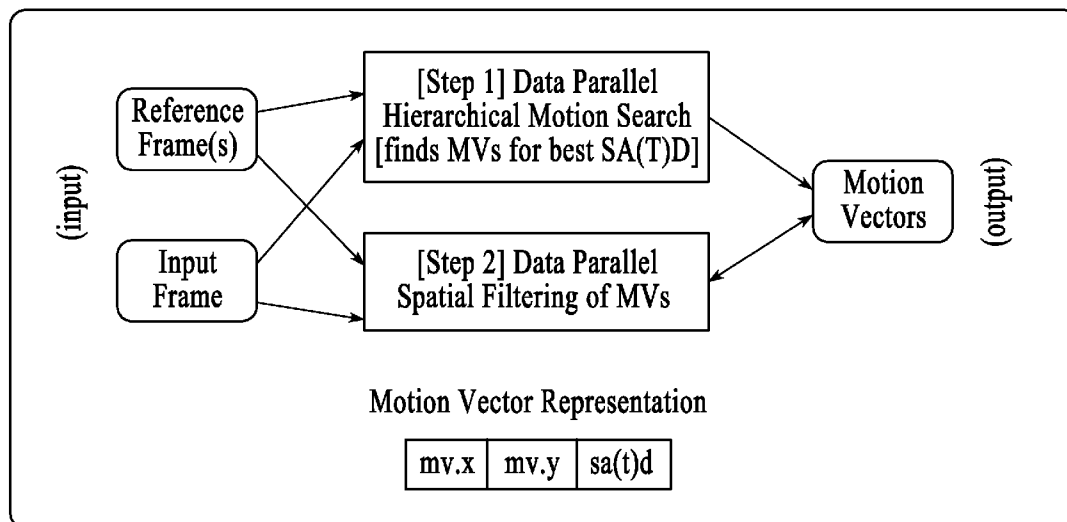 (input)
Reference
Frame(s)
Input
Frame
[Step 1] Data Parallel
Hierarchical Motion Search
[finds MVs for best SA(T)D]
[Step 2] Data Parallel
Spatial Filtering of MVs
Motion
Vectors
(output)
Motion Vector Representation
mv.x mv.y sa(t)d